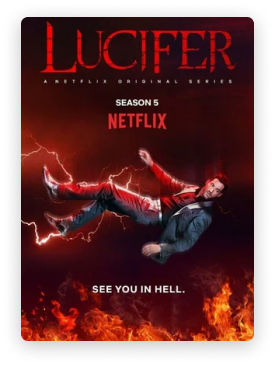 LUCIFER
A NETFLIX ORIGINAL SERIES
SEASON 5
NETFLIX
SEE YOU IN HELL.